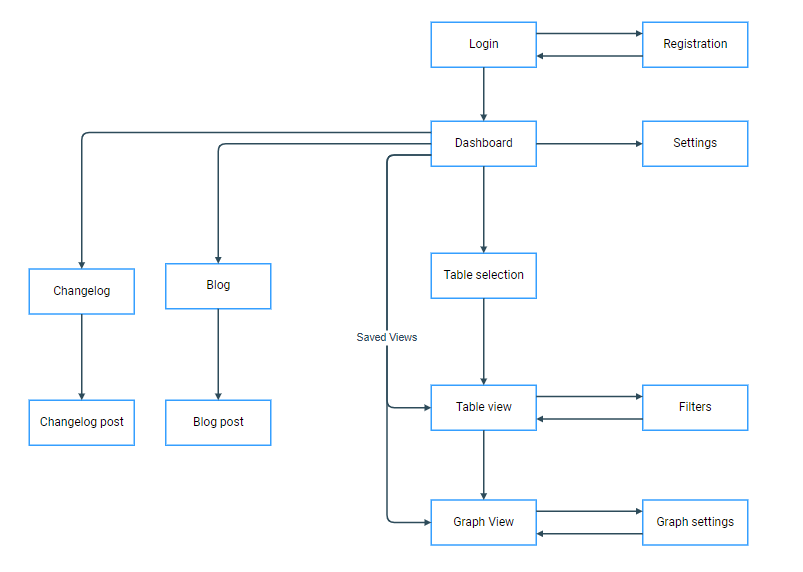 Login
Registration
Dashboard
Settings
Table selection
Changelog
Blog
Saved Views
Table view
Filters
Changelog post
Blog post
Graph View
Graph settings